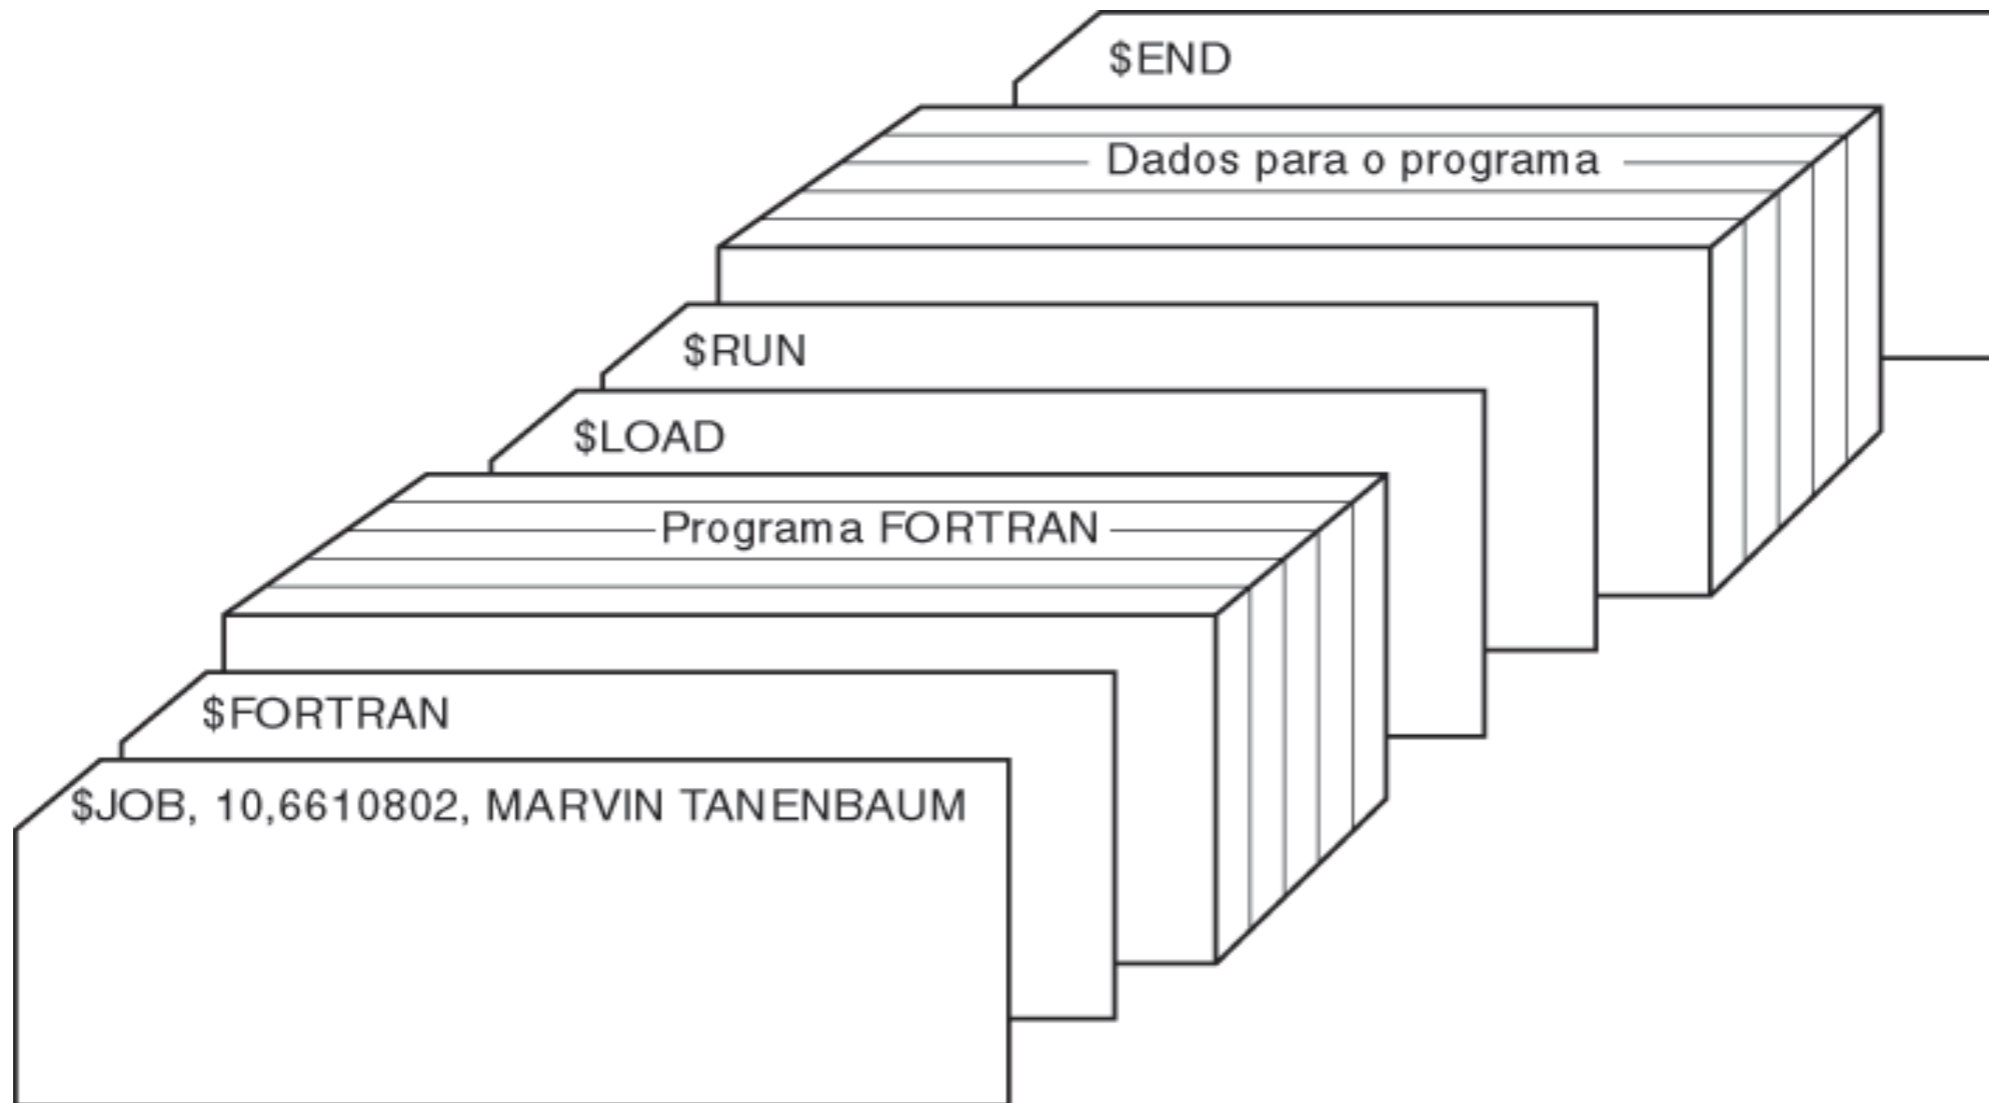 $END
Dados para o programa
$RUN
$LOAD
Programa FORTRAN
$FORTRAN
$JOB, 10,6610802, MARVIN TANENBAUM